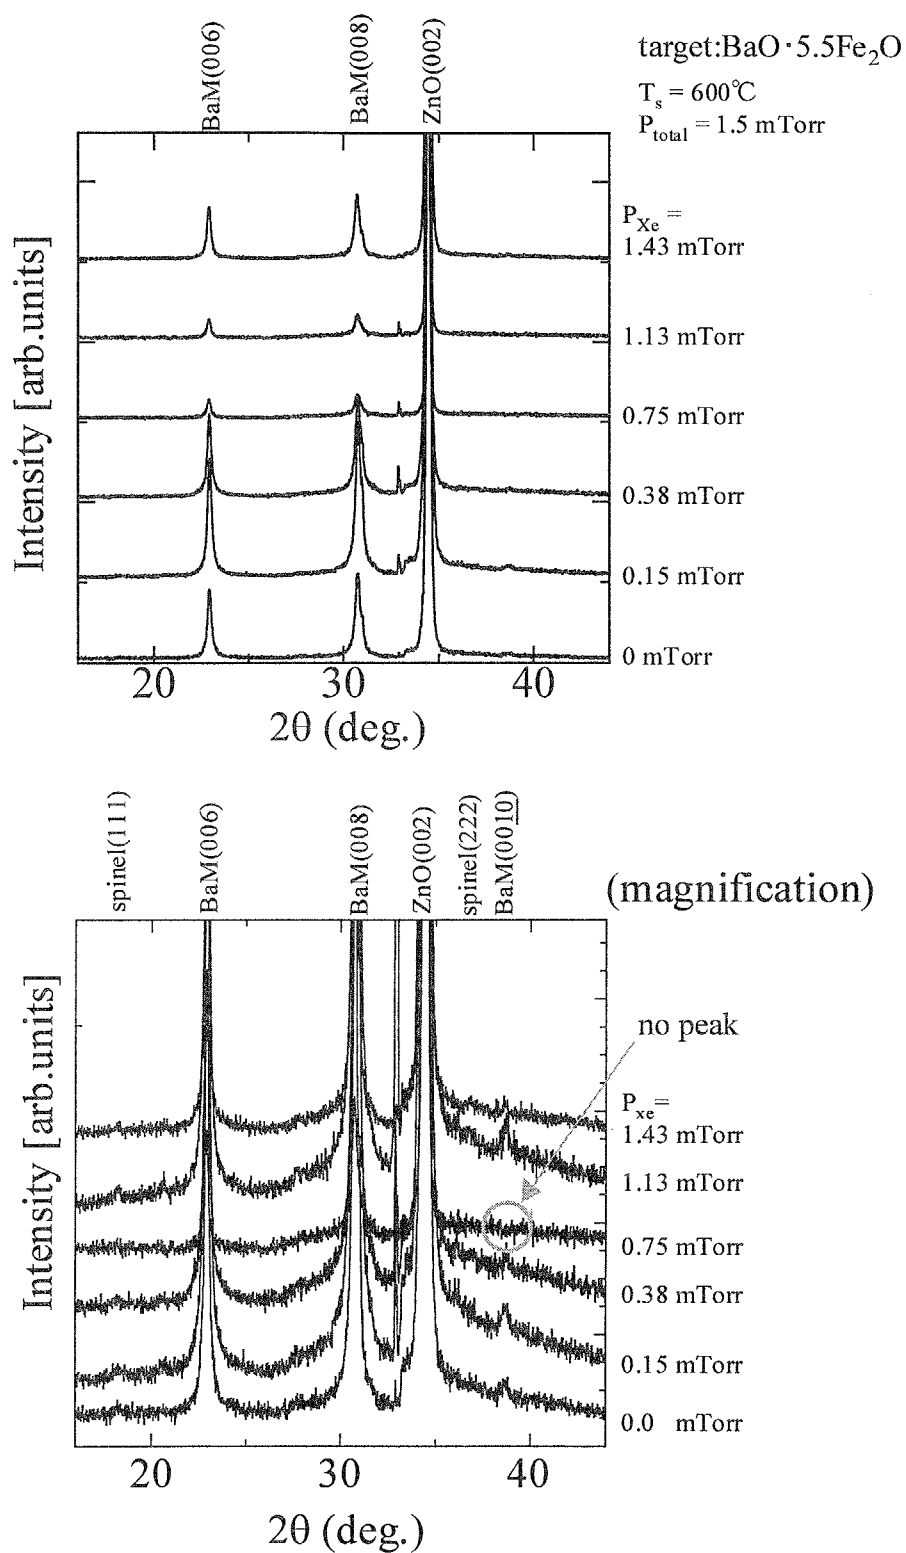 BaM(006)
BaM(008)
ZnO(002)
target:BaO·5.5Fe₂O
Tₛ = 600℃
P_total = 1.5 mTorr
P_Xe =
1.43 mTorr
1.13 mTorr
0.75 mTorr
0.38 mTorr
0.15 mTorr
0 mTorr
Intensity [arb.units]
20
30
40
2θ (deg.)
spinel(111)
BaM(006)
BaM(008)
ZnO(002)
spinel(222)
BaM(0010)
(magnification)
no peak
P_xe=
1.43 mTorr
1.13 mTorr
0.75 mTorr
0.38 mTorr
0.15 mTorr
0.0 mTorr
Intensity [arb.units]
20
30
40
2θ (deg.)